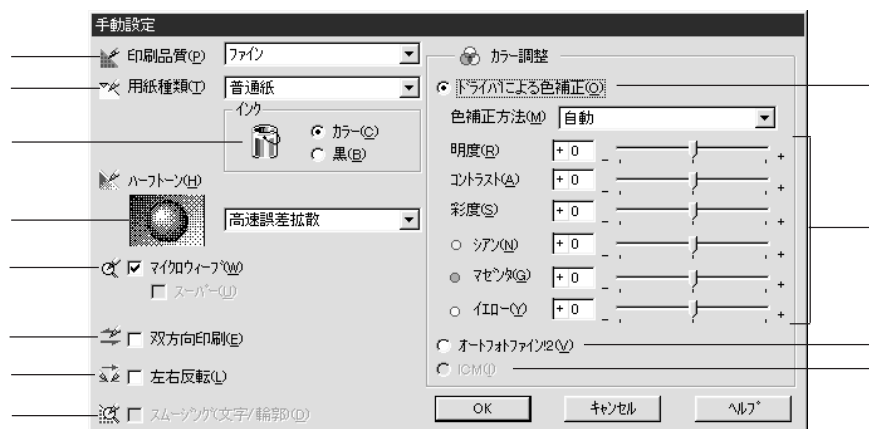 手動設定
印刷品質(P) ファイン
用紙種類(T) 普通紙
インク
カラー(C)
黒(B)
ハーフトーン(H)
高速誤差拡散
マイクロウィーブ(W)
スーパー(U)
双方向印刷(E)
左右反転(L)
スムージング(文字/輪郭)(D)
カラー調整
ドライバによる色補正(O)
色補正方法(M) 自動
明度(R) +0 - +
コントラスト(A) +0 - +
彩度(S) +0 - +
シアン(N) +0 - +
マゼンタ(G) +0 - +
イエロー(Y) +0 - +
オートフォトファイン!2(V)
ICM(I)
OK キャンセル ヘルプ